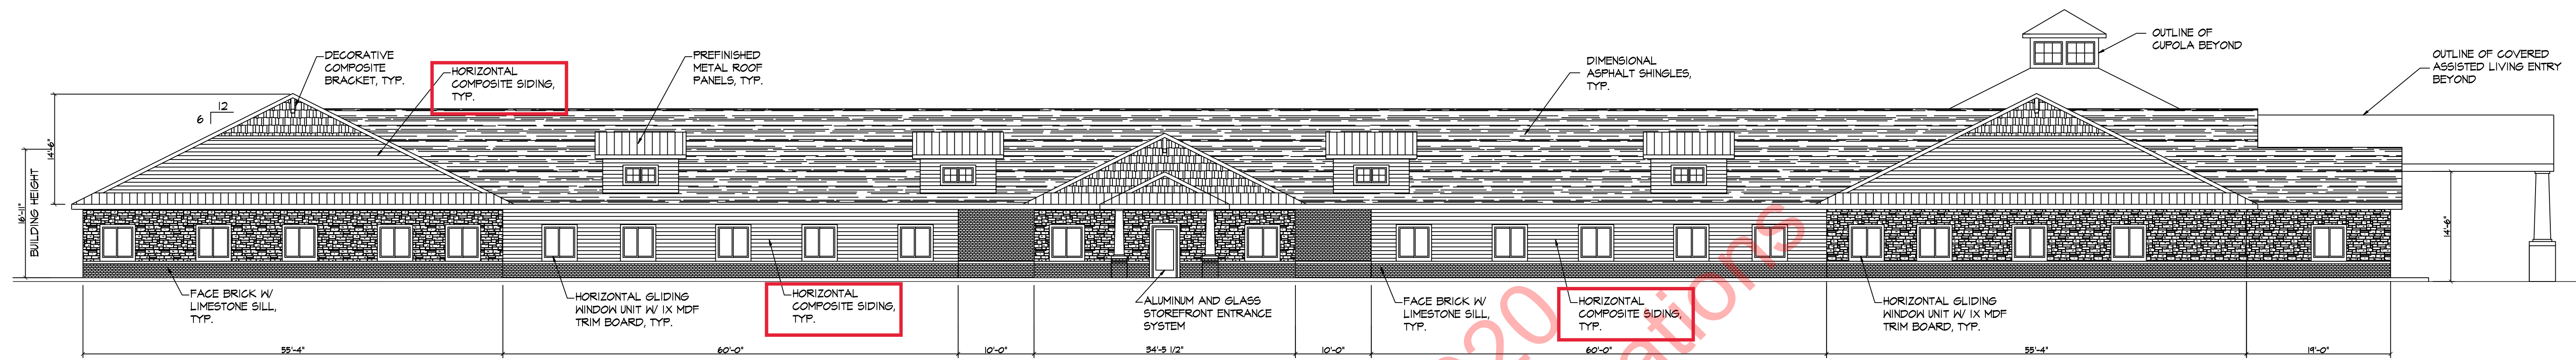 DECORATIVE
COMPOSITE
BRACKET, TYP.
HORIZONTAL
COMPOSITE SIDING,
TYP.
PREFINISHED
METAL ROOF
PANELS, TYP.
DIMENSIONAL
ASPHALT SHINGLES,
TYP.
OUTLINE OF
CUPOLA BEYOND
OUTLINE OF COVERED
ASSISTED LIVING ENTRY
BEYOND
12
6
14'-6"
16'-11"
BUILDING HEIGHT
14'-6"
FACE BRICK W/
LIMESTONE SILL,
TYP.
HORIZONTAL GLIDING
WINDOW UNIT W/ 1X MDF
TRIM BOARD, TYP.
HORIZONTAL
COMPOSITE SIDING,
TYP.
ALUMINUM AND GLASS
STOREFRONT ENTRANCE
SYSTEM
FACE BRICK W/
LIMESTONE SILL,
TYP.
HORIZONTAL
COMPOSITE SIDING,
TYP.
HORIZONTAL GLIDING
WINDOW UNIT W/ 1X MDF
TRIM BOARD, TYP.
55'-4"
60'-0"
10'-0"
34'-5 1/2"
10'-0"
60'-0"
55'-4"
19'-0"